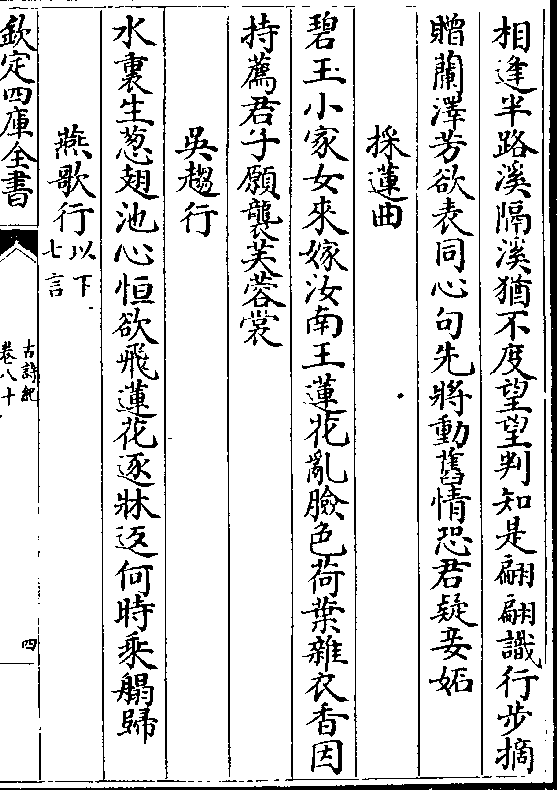 相逢半路溪隔溪猶不度望望判知是翩翩識行步摘
贈蘭澤芳欲表同心句先將動舊情恐君疑妾妬
採蓮曲
碧玉小家女來嫁汝南王蓮花亂臉色荷葉雜衣香因
持薦君子願襲芙蓉裳
吳趨行
水裏生葱翅池心恒欲飛蓮花逐牀返何時乗鷁歸
燕歌行以下七言
欽定四庫全書
古詩紀
卷八十
四